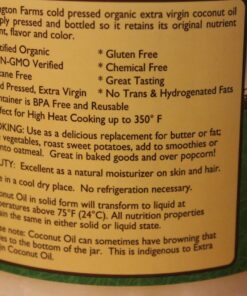 ngton Farms cold pressed organic extra virgin coconut oil
ply pressed and bottled so it retains its original nutrient
nt, flavor and color.
tified Organic * Gluten Free
N-GMO Verified * Chemical Free
ane Free * Great Tasting
d Pressed, Extra Virgin * No Trans & Hydrogenated Fats
ntainer is BPA Free and Reusable
fect for High Heat Cooking up to 350° F
OKING: Use as a delicious replacement for butter or fat;
vegetables, roast sweet potatoes, add to smoothies or
into oatmeal. Great in baked goods and over popcorn!
UTY: Excellent as a natural moisturizer on skin and hair.
e in a cool dry place. No refrigeration necessary.
onut Oil in solid form will transform to liquid at
peratures above 75°F (24°C). All nutrition properties
ain the same in either solid or liquid state.
se note: Coconut Oil can sometimes have browning that
es to the bottom of the jar. This is indigenous to Extra
in Coconut Oils.